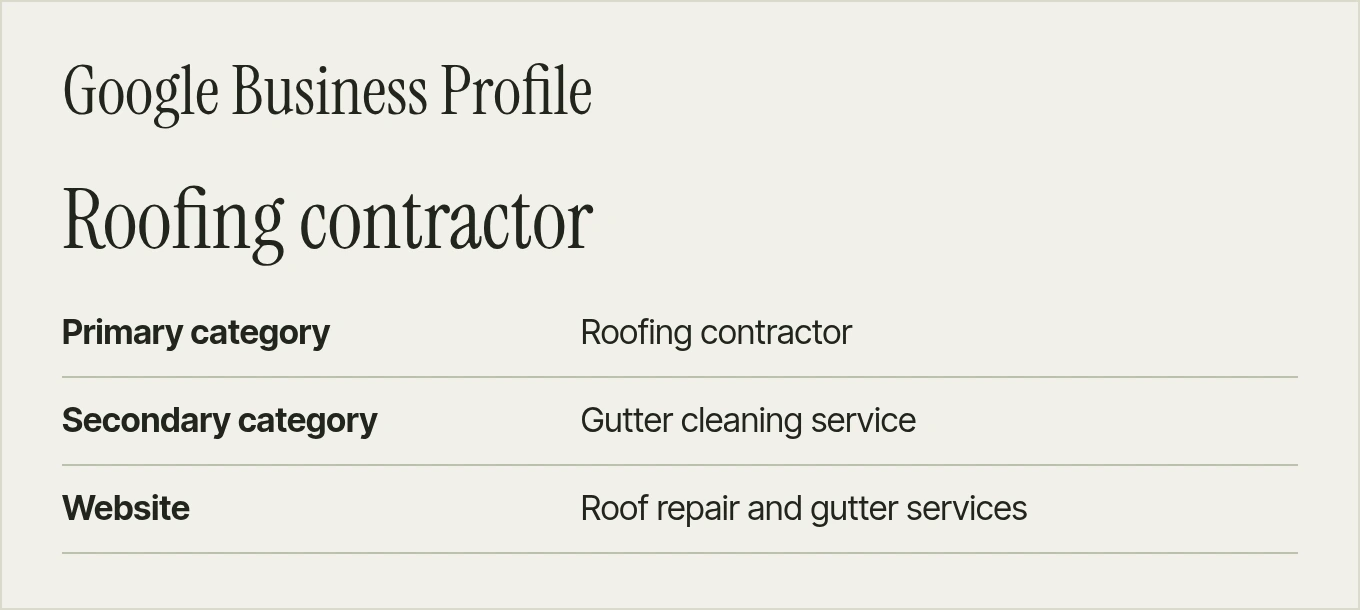 Google Business Profile
Roofing contractor
Primary category Roofing contractor
Secondary category Gutter cleaning service
Website Roof repair and gutter services